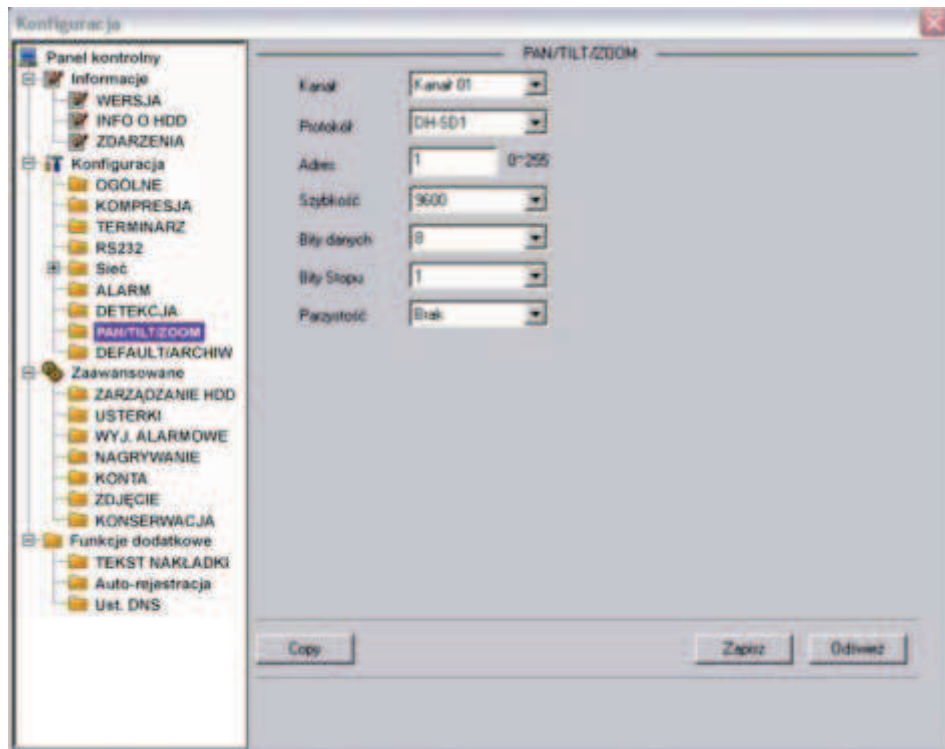 Konfiguracja
Panel kontrolny
Informacje
WERSJA
INFO O HDD
ZDARZENIA
Konfiguracja
OGÓLNE
KOMPRESJA
TERMINARZ
RS232
Sieć
ALARM
DETEKCJA
PAN/TILT/ZOOM
DEFAULT/ARCHIW
Zaawansowane
ZARZĄDZANIE HDD
USTERKI
WYJ. ALARMOWE
NAGRYWANIE
KONTA
ZDJĘCIE
KONSERWACJA
Funkcje dodatkowe
TEKST NAKŁADKI
Auto-rejestracja
Ust. DNS
PAN/TILT/ZOOM
Kanał Kanał 01
Protokół DH-SD1
Adres 1 0~255
Szybkość 9600
Bity danych 8
Bity Stopu 1
Parzystość Brak
Copy Zapisz Odśwież